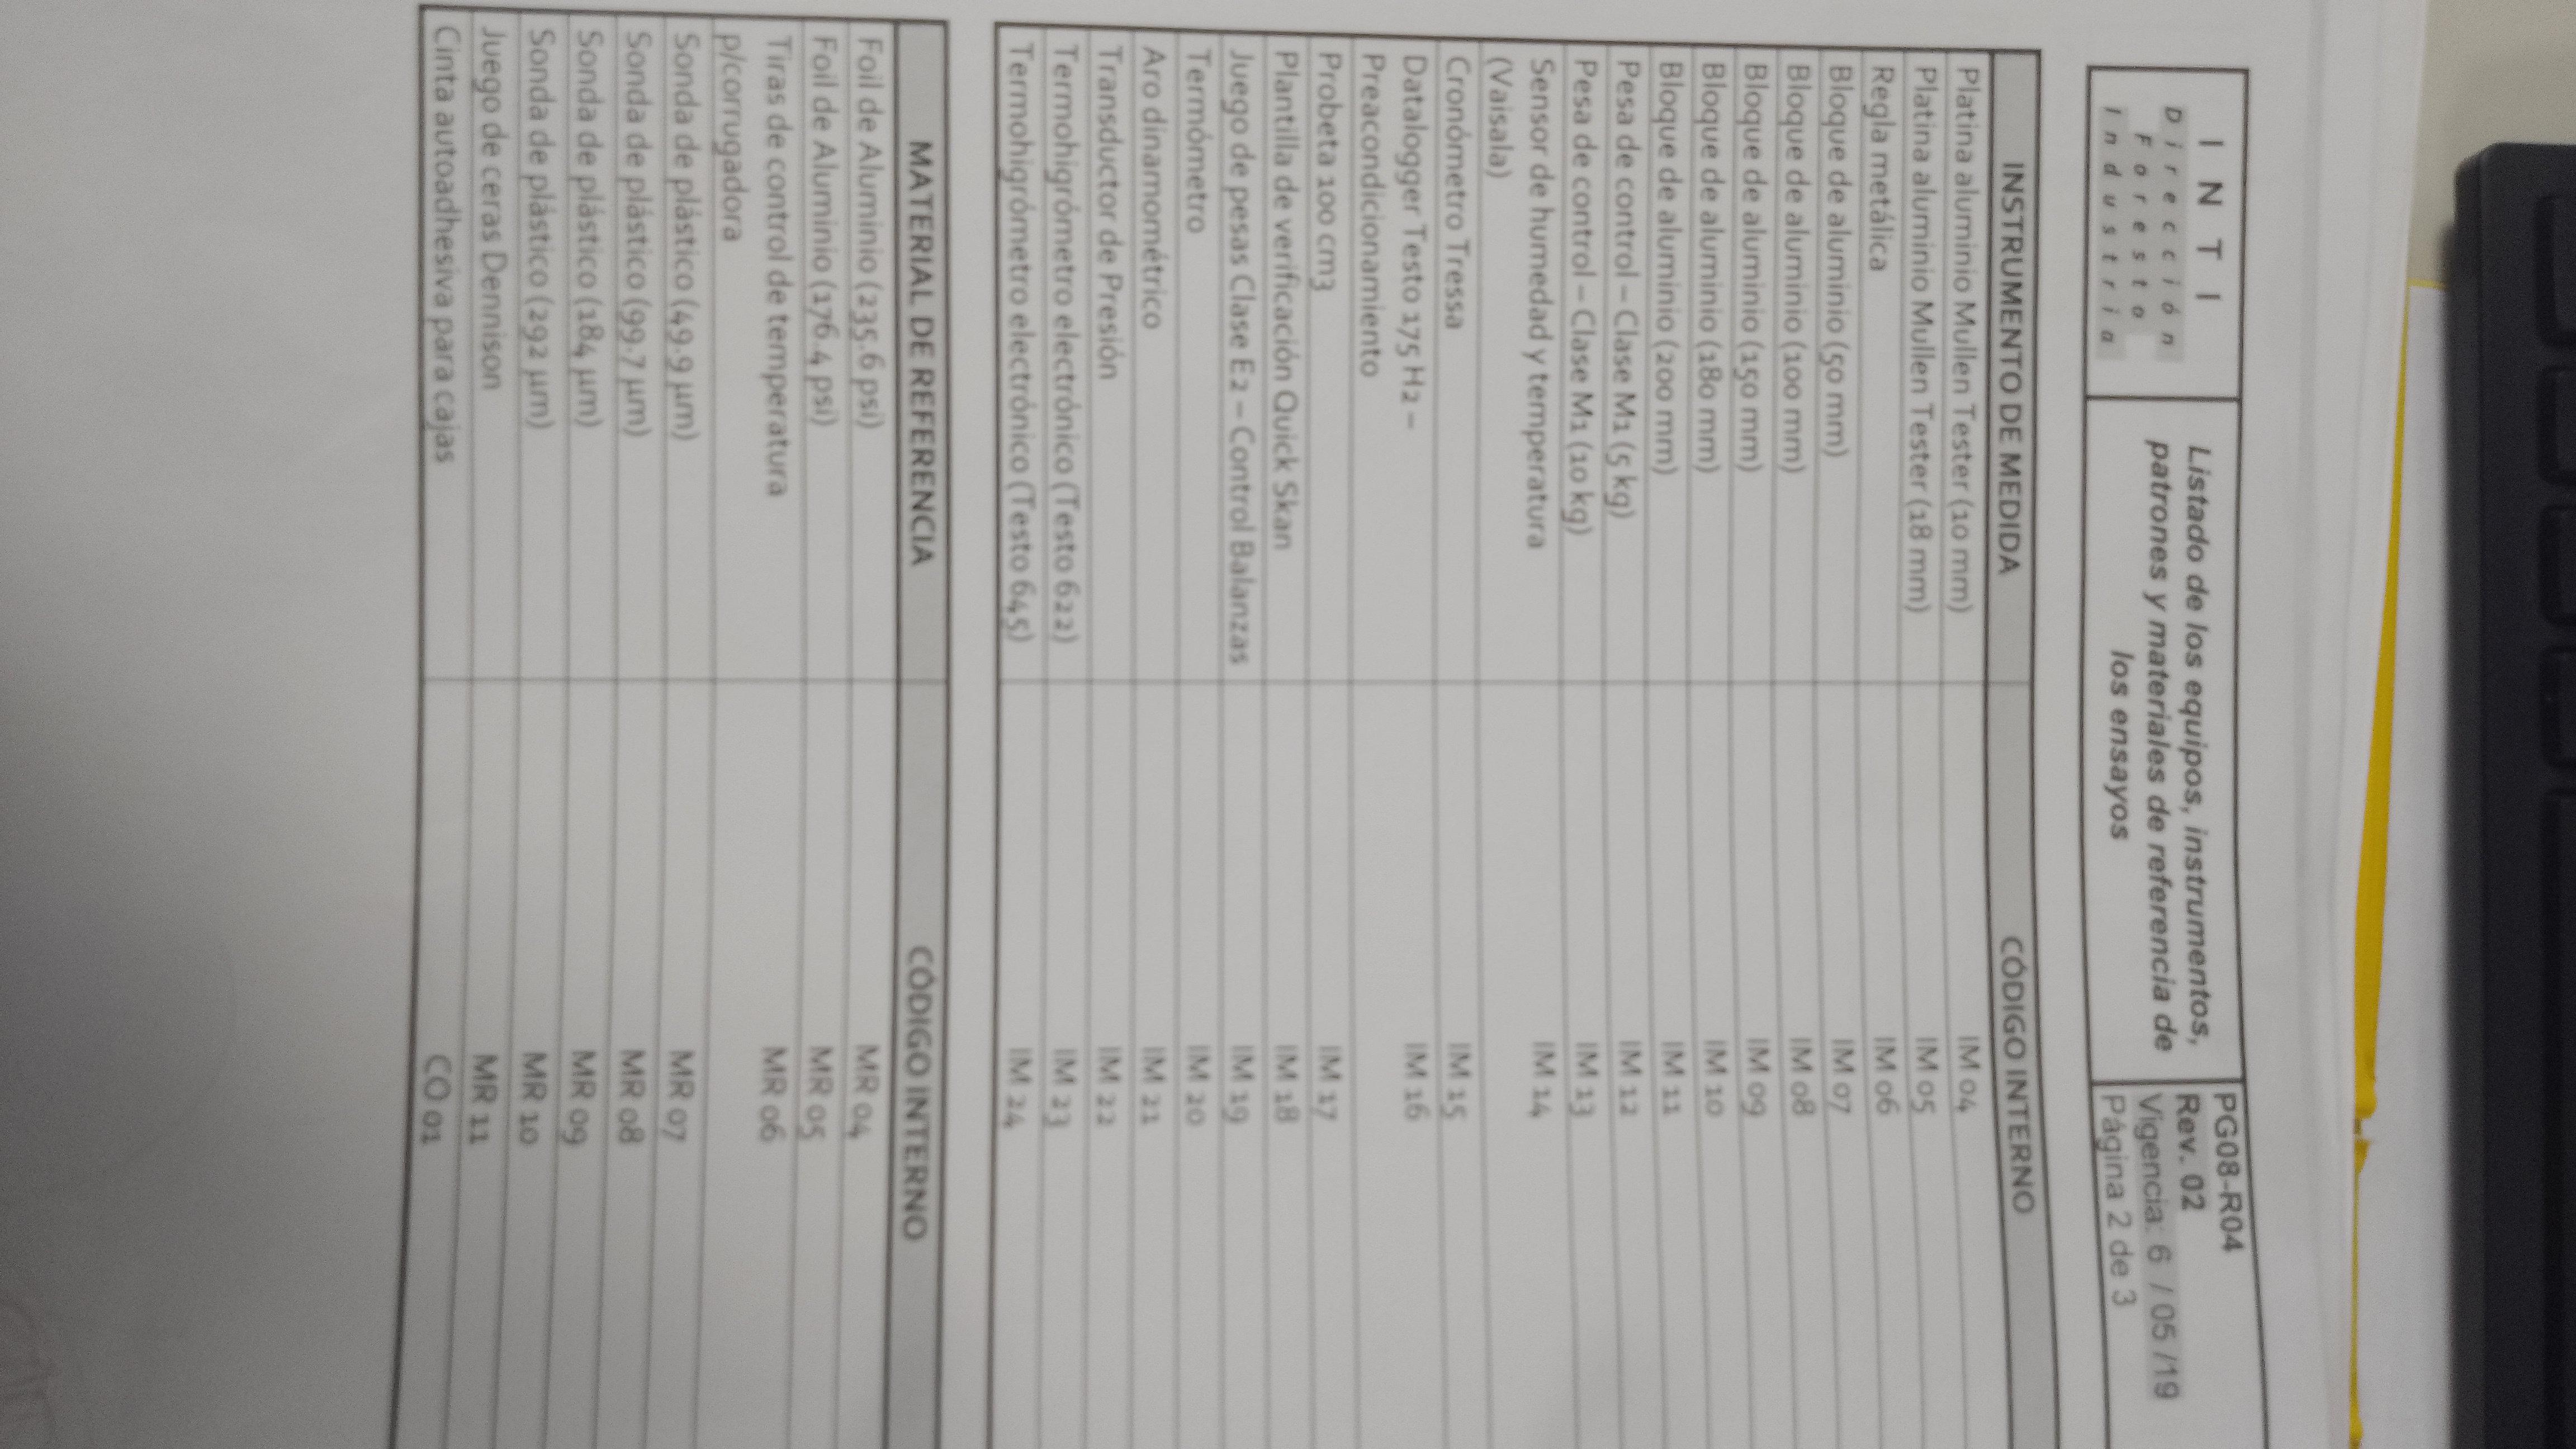 I N T I
Dirección
Foresto
Industria
Listado de los equipos, instrumentos,
patrones y materiales de referencia de
los ensayos
PG08-R04
Rev. 02
Vigencia: 6 / 05 /19
Página 2 de 3
INSTRUMENTO DE MEDIDA CÓDIGO INTERNO
Platina aluminio Mullen Tester (10 mm) IM 04
Platina aluminio Mullen Tester (18 mm) IM 05
Regla metálica IM 06
Bloque de aluminio (50 mm) IM 07
Bloque de aluminio (100 mm) IM 08
Bloque de aluminio (150 mm) IM 09
Bloque de aluminio (180 mm) IM 10
Bloque de aluminio (200 mm) IM 11
Pesa de control – Clase M1 (5 kg) IM 12
Pesa de control – Clase M1 (10 kg) IM 13
Sensor de humedad y temperatura IM 14
(Vaisala)
Cronómetro Tressa IM 15
Datalogger Testo 175 H2 – IM 16
Preacondicionamiento
Probeta 100 cm3 IM 17
Plantilla de verificación Quick Skan IM 18
Juego de pesas Clase E2 – Control Balanzas IM 19
Termómetro IM 20
Aro dinamométrico IM 21
Transductor de Presión IM 22
Termohigrómetro electrónico (Testo 622) IM 23
Termohigrómetro electrónico (Testo 645) IM 24
MATERIAL DE REFERENCIA CÓDIGO INTERNO
Foil de Aluminio (235.6 psi) MR 04
Foil de Aluminio (176.4 psi) MR 05
Tiras de control de temperatura MR 06
p/corrugadora
Sonda de plástico (49.9 µm) MR 07
Sonda de plástico (99.7 µm) MR 08
Sonda de plástico (184 µm) MR 09
Sonda de plástico (292 µm) MR 10
Juego de ceras Dennison MR 11
Cinta autoadhesiva para cajas CO 01